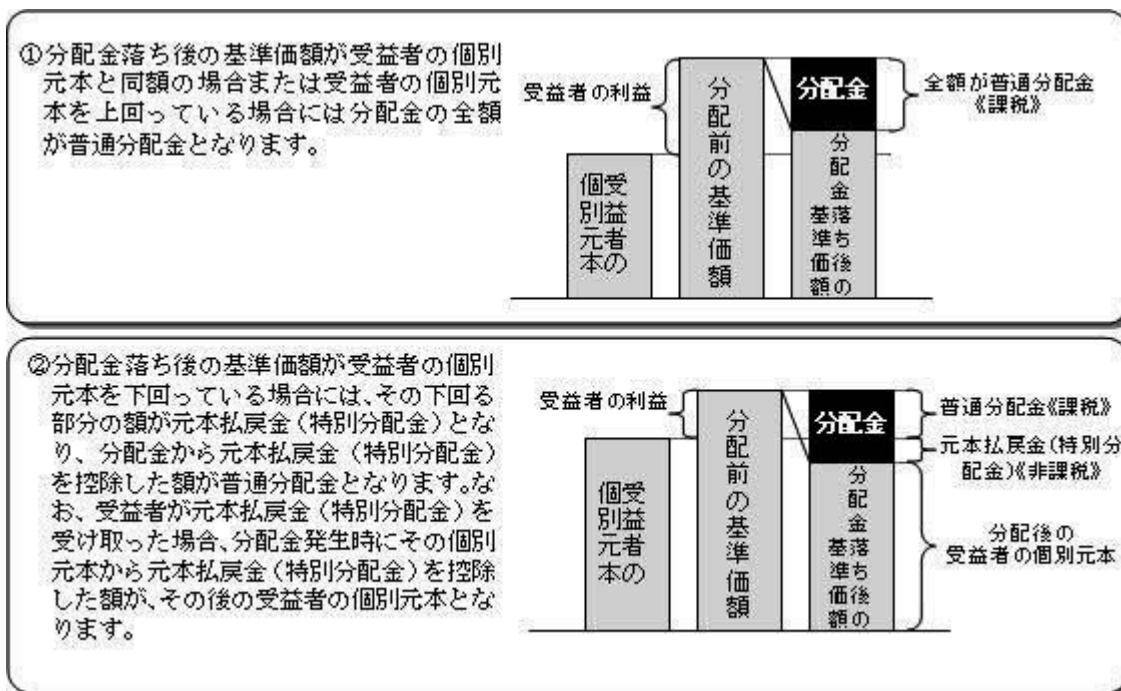 ①分配金落ち後の基準価額が受益者の個別
元本と同額の場合または受益者の個別元
本を上回っている場合には分配金の全額
が普通分配金となります。
受益者の利益
受益者の
個別元本
分配前の基準価額
分配金
分配金落ち後の
基準価額
全額が普通分配金
《課税》
②分配金落ち後の基準価額が受益者の個別
元本を下回っている場合には、その下回る
部分の額が元本払戻金(特別分配金)とな
り、分配金から元本払戻金(特別分配金)
を控除した額が普通分配金となります。な
お、受益者が元本払戻金(特別分配金)を
受け取った場合、分配金発生時にその個別
元本から元本払戻金(特別分配金)を控除
した額が、その後の受益者の個別元本とな
ります。
受益者の利益
受益者の
個別元本
分配前の基準価額
分配金
分配金落ち後の
基準価額
普通分配金《課税》
元本払戻金(特別分
配金)《非課税》
分配後の
受益者の個別元本